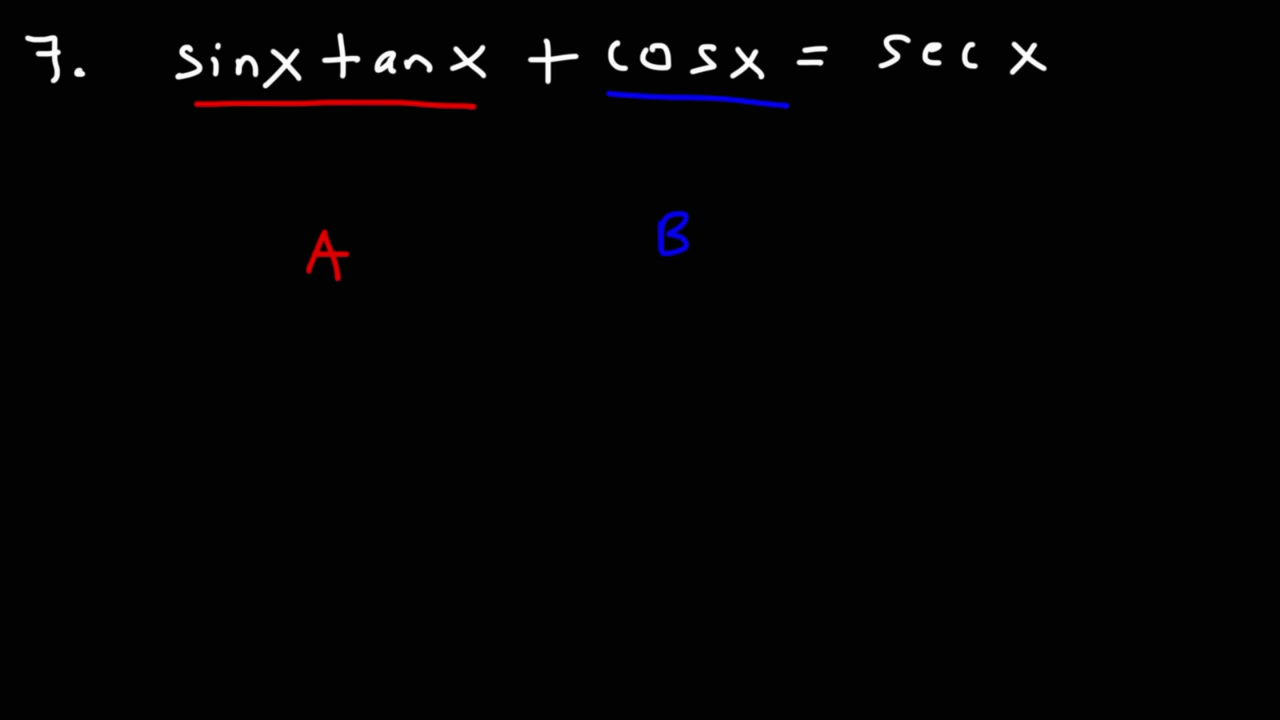 7. sinx tanx + cosx = sec x
A B